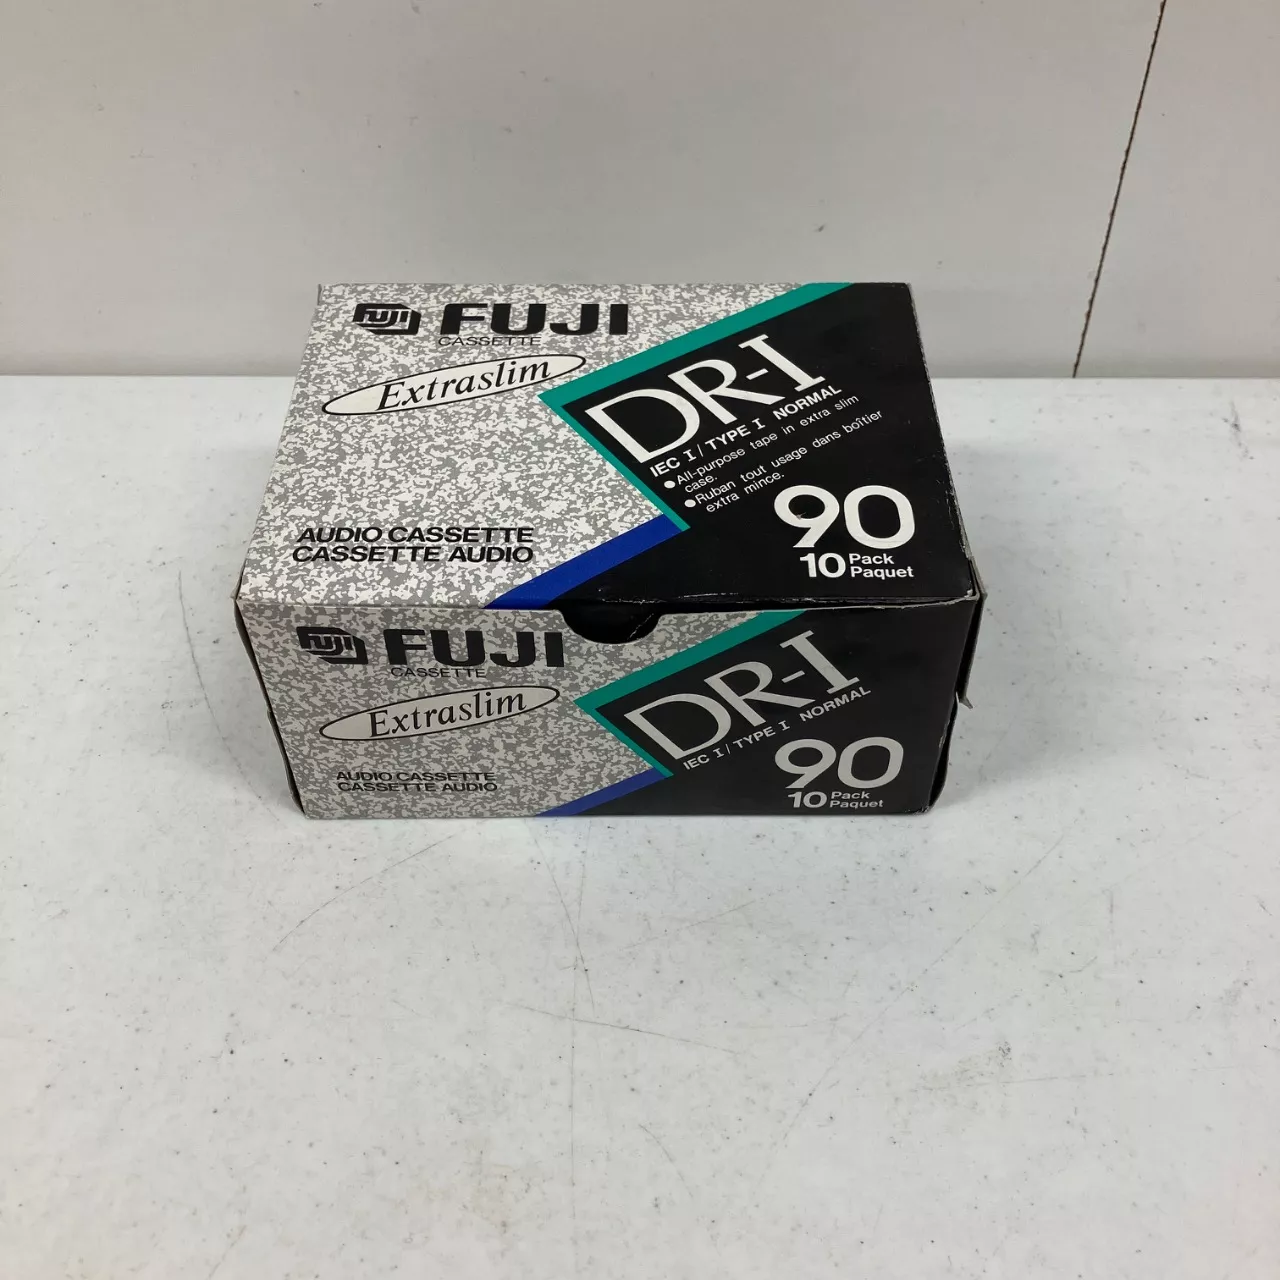 FUJI FUJI
CASSETTE
Extraslim
DR-I
IEC I / TYPE I NORMAL
●All-purpose tape in extra slim
case.
●Ruban tout usage dans boîtier
extra mince.
AUDIO CASSETTE
CASSETTE AUDIO
90
10 Pack
Paquet
FUJI FUJI
CASSETTE
Extraslim
DR-I
IEC I / TYPE I NORMAL
AUDIO CASSETTE
CASSETTE AUDIO
90
10 Pack
Paquet